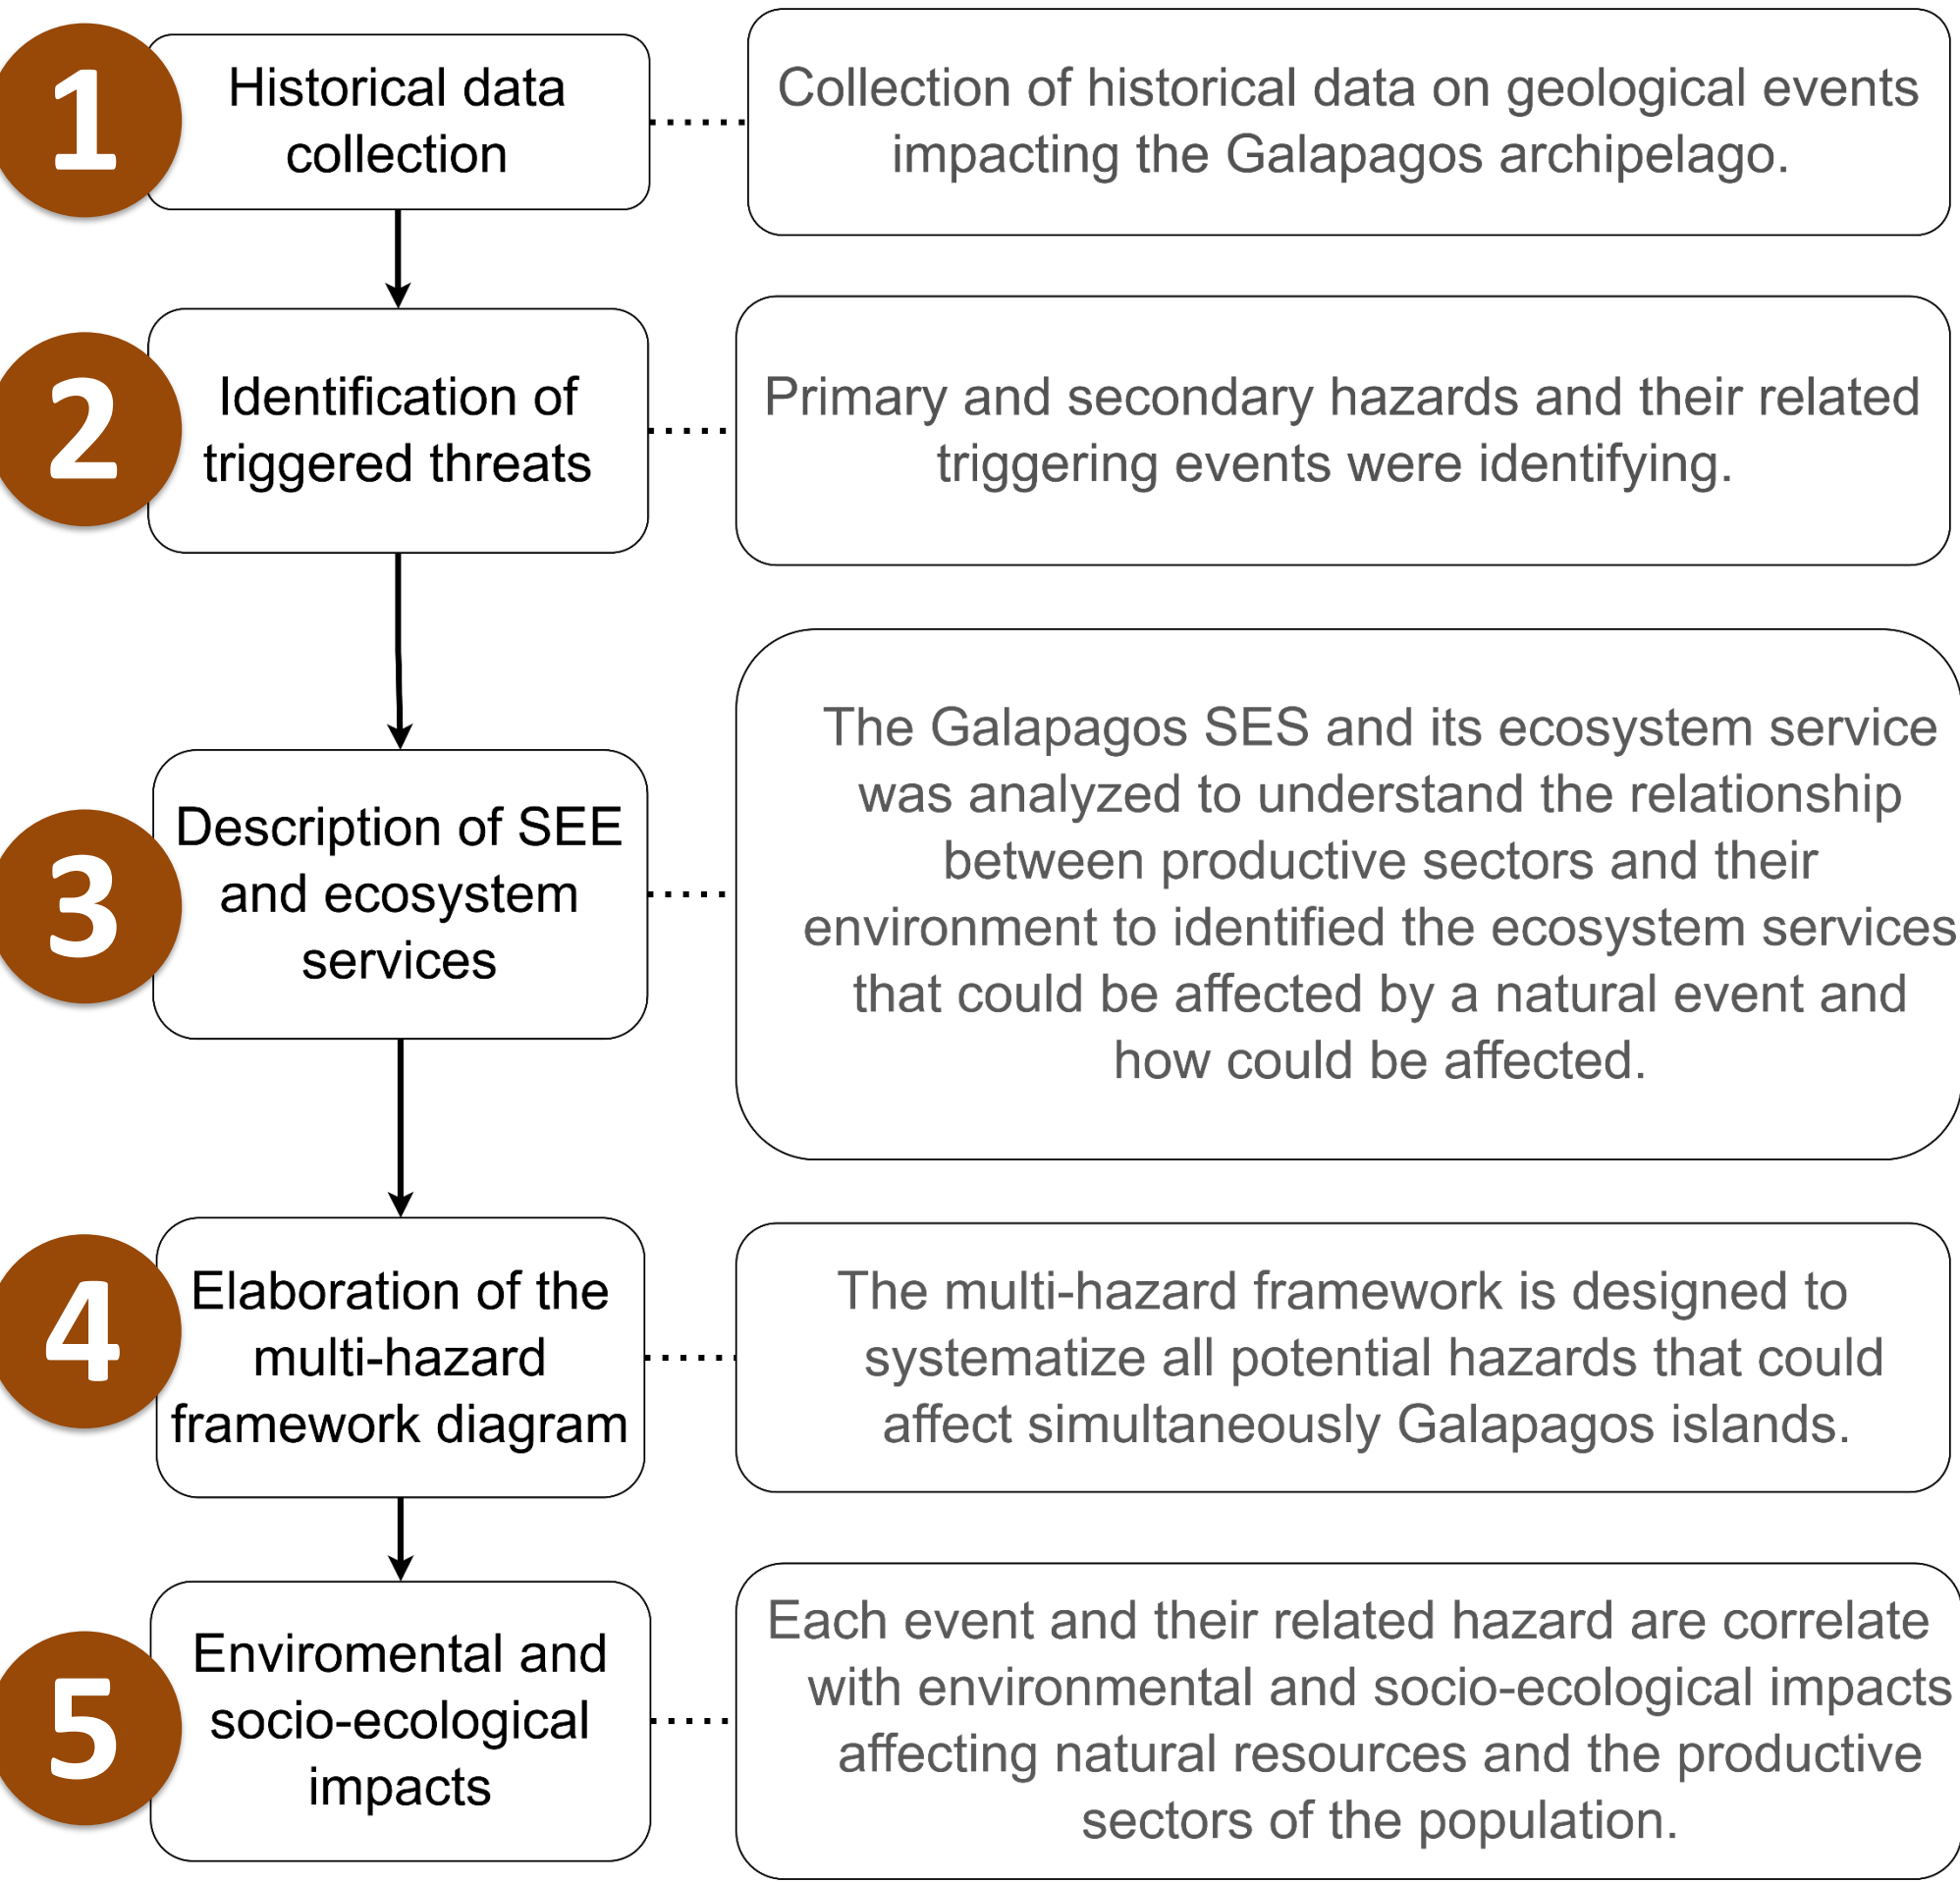 1
Historical data
collection
Collection of historical data on geological events
impacting the Galapagos archipelago.
2
Identification of
triggered threats
Primary and secondary hazards and their related
triggering events were identifying.
3
Description of SEE
and ecosystem
services
The Galapagos SES and its ecosystem service
was analyzed to understand the relationship
between productive sectors and their
environment to identified the ecosystem services
that could be affected by a natural event and
how could be affected.
4
Elaboration of the
multi-hazard
framework diagram
The multi-hazard framework is designed to
systematize all potential hazards that could
affect simultaneously Galapagos islands.
5
Enviromental and
socio-ecological
impacts
Each event and their related hazard are correlate
with environmental and socio-ecological impacts
affecting natural resources and the productive
sectors of the population.